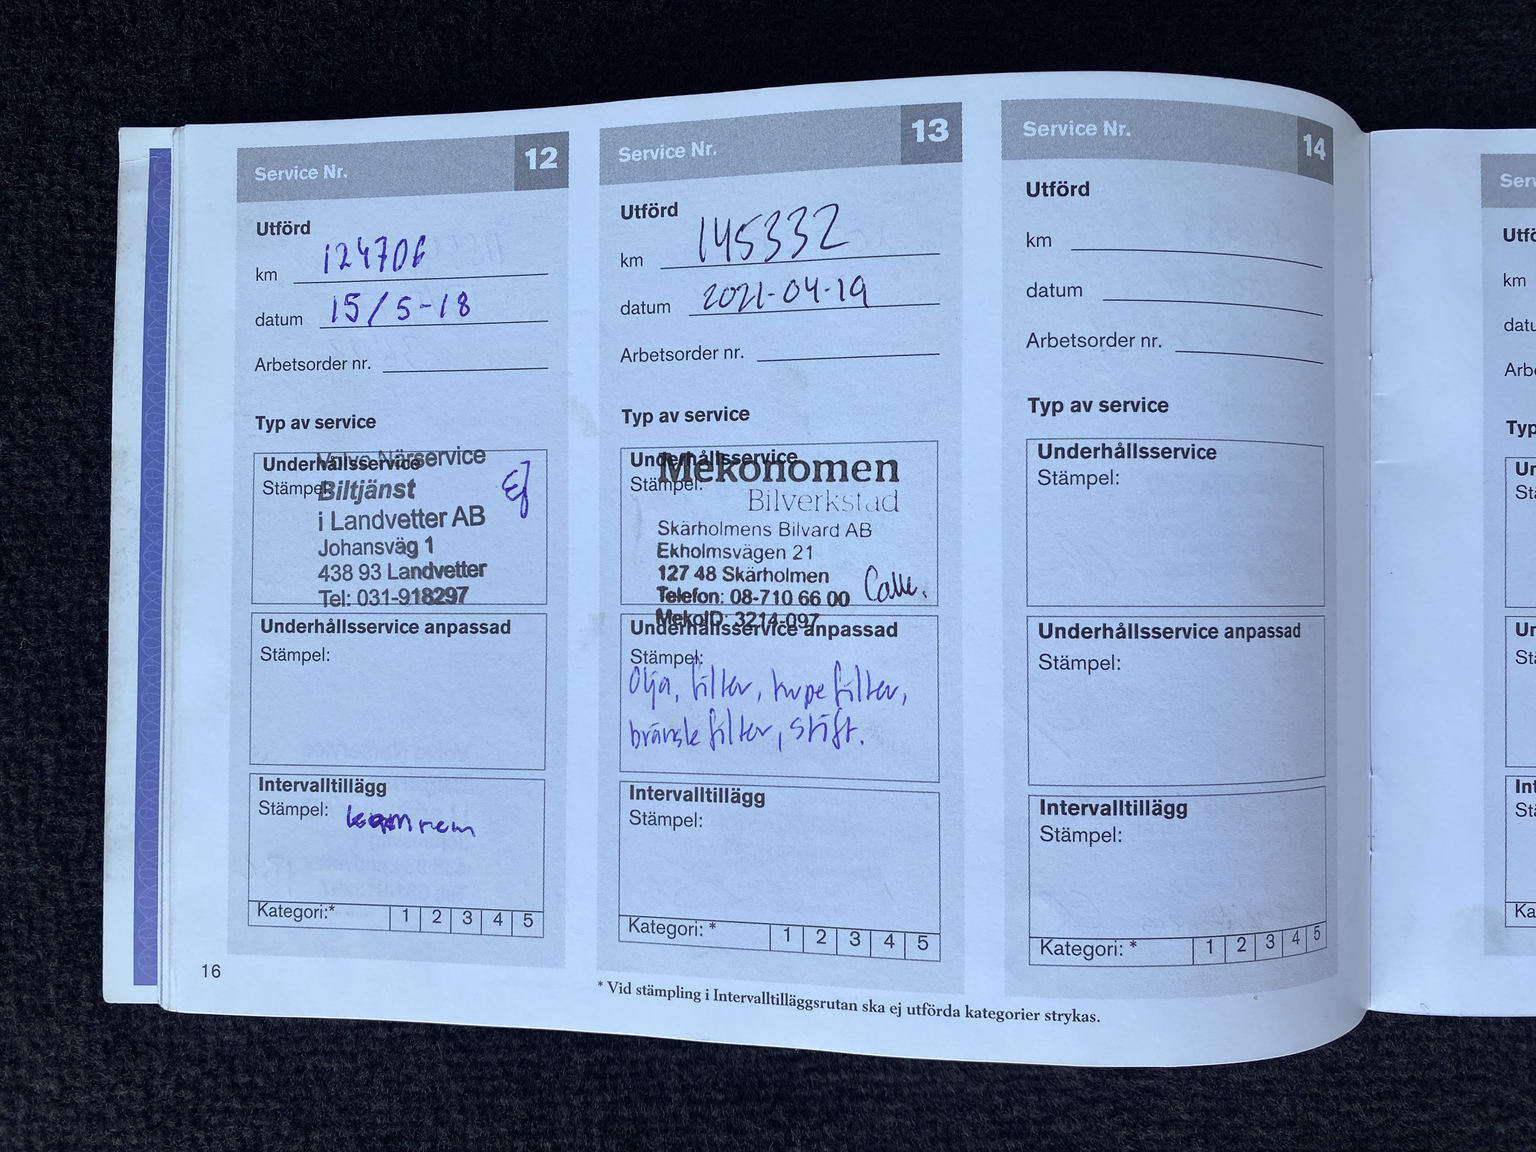 Service Nr. 12
Utförd
km 124706
datum 15/5-18
Arbetsorder nr.
Typ av service
Underhållsservice
Stämpel:
Volvo Närservice
Biltjänst
i Landvetter AB
Johansväg 1
438 93 Landvetter
Tel: 031-918297
Underhållsservice anpassad
Stämpel:
Intervalltillägg
Stämpel: kamrem
Kategori:* 1 2 3 4 5
16
Service Nr. 13
Utförd
km 145332
datum 2021-04-19
Arbetsorder nr.
Typ av service
Underhållsservice
Stämpel:
Mekonomen
Bilverkstad
Skärholmens Bilvard AB
Ekholmsvägen 21
127 48 Skärholmen
Telefon: 08-710 66 00
MekoID: 3214-097
Underhållsservice anpassad
Stämpel:
Olja, filter, kupefilter,
bränslefilter, stift.
Intervalltillägg
Stämpel:
Kategori: * 1 2 3 4 5
Service Nr. 14
Utförd
km
datum
Arbetsorder nr.
Typ av service
Underhållsservice
Stämpel:
Underhållsservice anpassad
Stämpel:
Intervalltillägg
Stämpel:
Kategori: * 1 2 3 4 5
* Vid stämpling i Intervalltilläggsrutan ska ej utförda kategorier strykas.
km